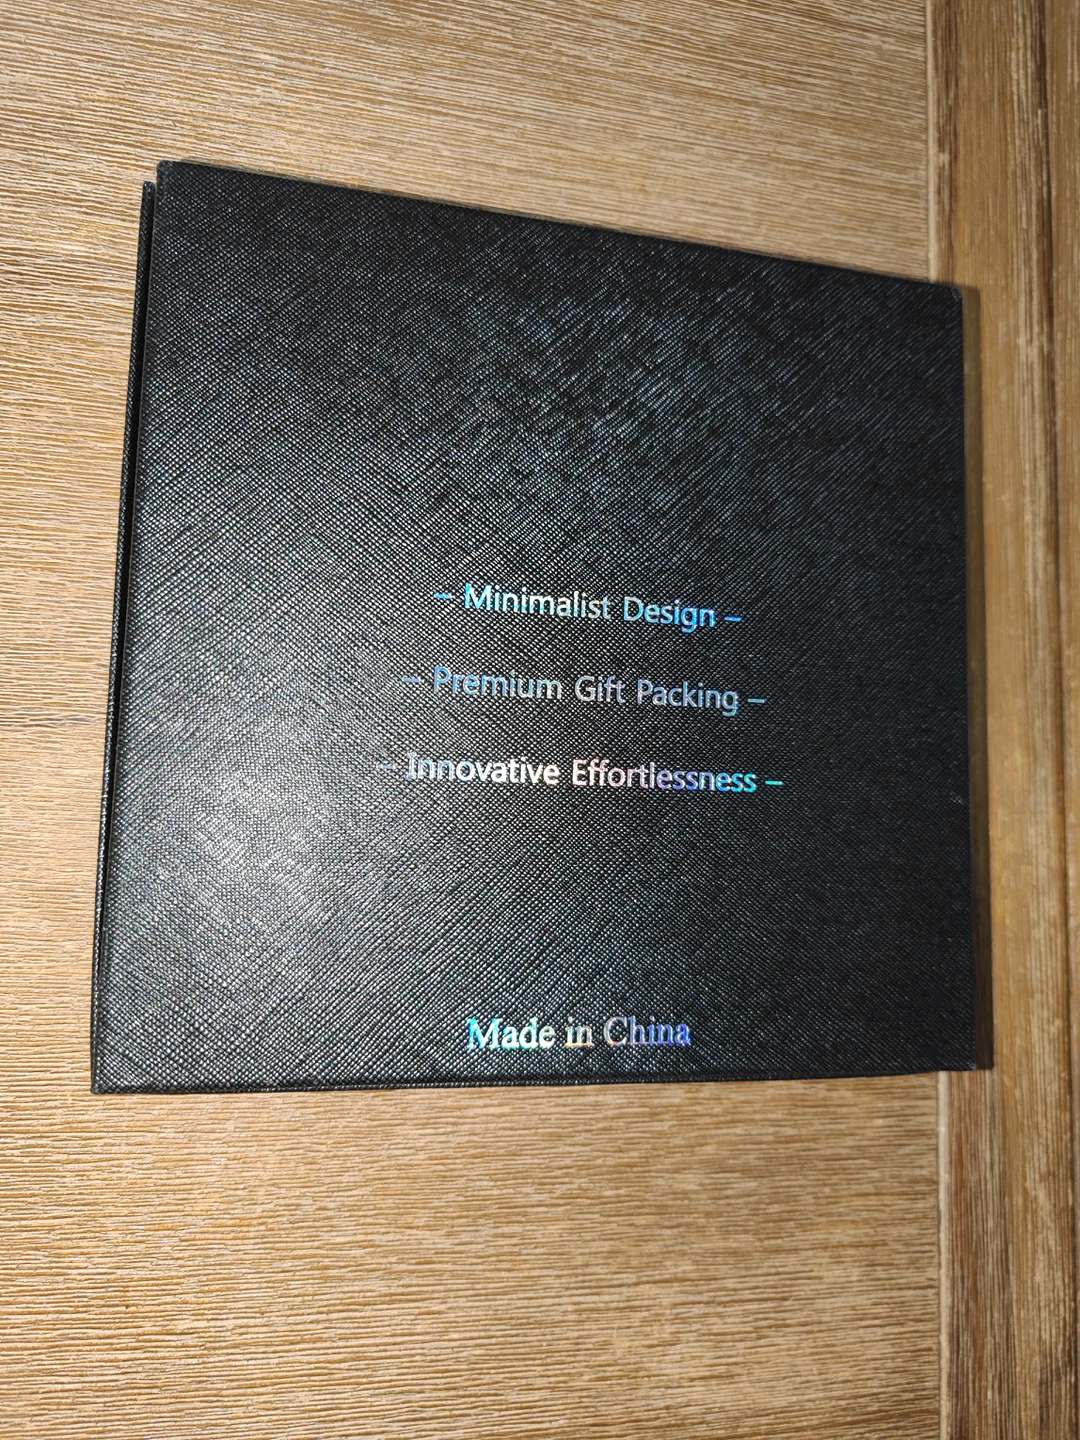 – Minimalist Design –
– Premium Gift Packing –
– Innovative Effortlessness –
Made in China